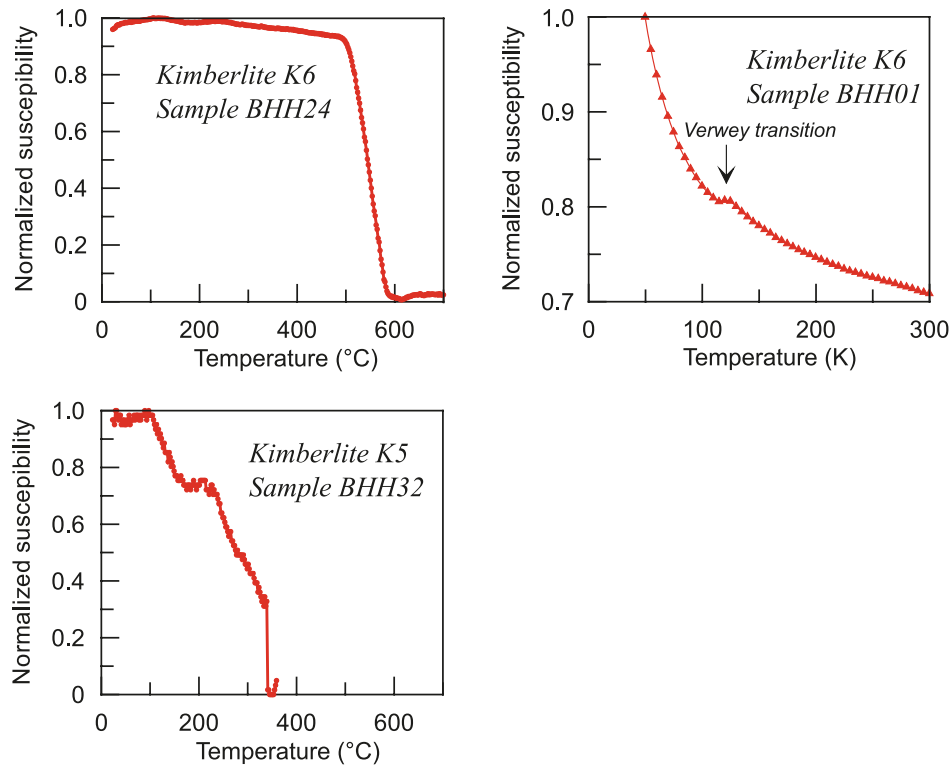 Normalized suscepibility
1.0
0.8
0.6
0.4
0.2
0
0 200 400 600
Temperature (°C)
Kimberlite K6
Sample BHH24
Normalized susceptibility
1.0
0.9
0.8
0.7
0 100 200 300
Temperature (K)
Kimberlite K6
Sample BHH01
Verwey transition
Normalized suscepibility
1.0
0.8
0.6
0.4
0.2
0
0 200 400 600
Temperature (°C)
Kimberlite K5
Sample BHH32